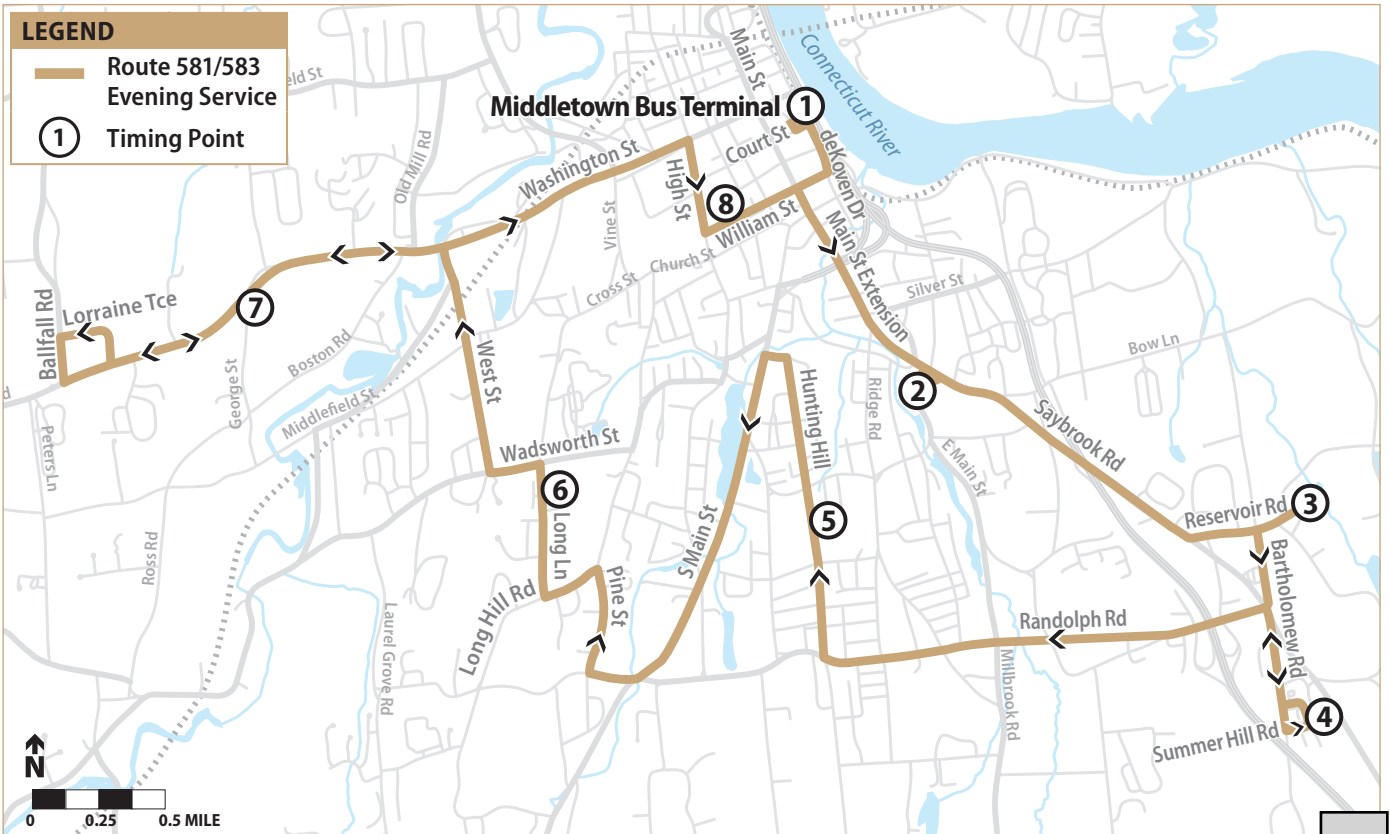 LEGEND
Route 581/583
Evening Service
1 Timing Point
eld St
Old Mill Rd
Main St
Connecticut River
Middletown Bus Terminal 1
Court St
deKoven Dr
Washington St
High St
8
William St
Vine St
Church St
Cross St
Main St Extension
Silver St
Lorraine Tce
Ballfall Rd
7
Boston Rd
George St
Middlefield St
West St
Wadsworth St
Peters Ln
d
Hunting Hill
Ridge Rd
2
Bow Ln
Saybrook Rd
E Main St
6
Long Ln
S Main St
5
Reservoir Rd 3
Bartholomew Rd
Ross Rd
Pine St
Long Hill Rd
Laurel Grove Rd
Randolph Rd
Millbrook Rd
4
Summer Hill Rd
N
0 0.25 0.5 MILE